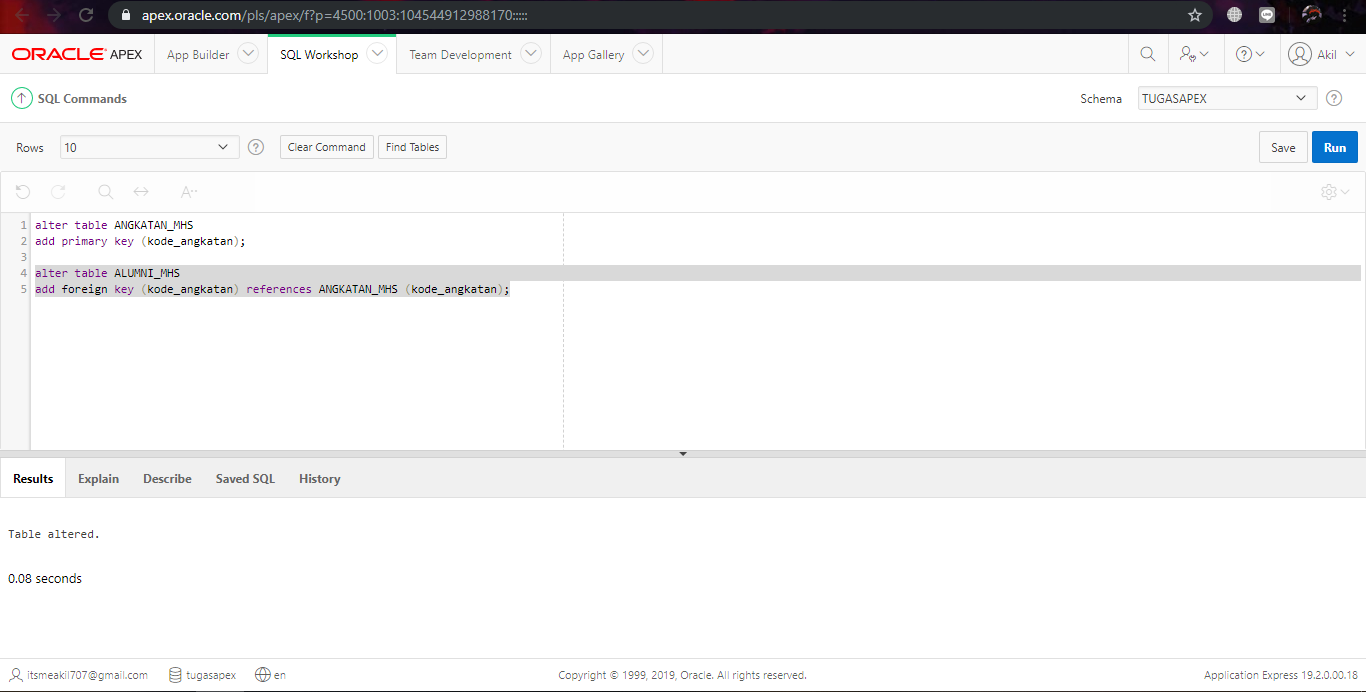 apex.oracle.com/pls/apex/f?p=4500:1003:104544912988170:::::
ORACLE APEX App Builder SQL Workshop Team Development App Gallery Akil
SQL Commands Schema TUGASAPEX
Rows 10 Clear Command Find Tables Save Run
A
1 alter table ANGKATAN_MHS
2 add primary key (kode_angkatan);
3
4 alter table ALUMNI_MHS
5 add foreign key (kode_angkatan) references ANGKATAN_MHS (kode_angkatan);
Results Explain Describe Saved SQL History
Table altered.
0.08 seconds
itsmeakil707@gmail.com tugasapex en Copyright © 1999, 2019, Oracle. All rights reserved. Application Express 19.2.0.00.18